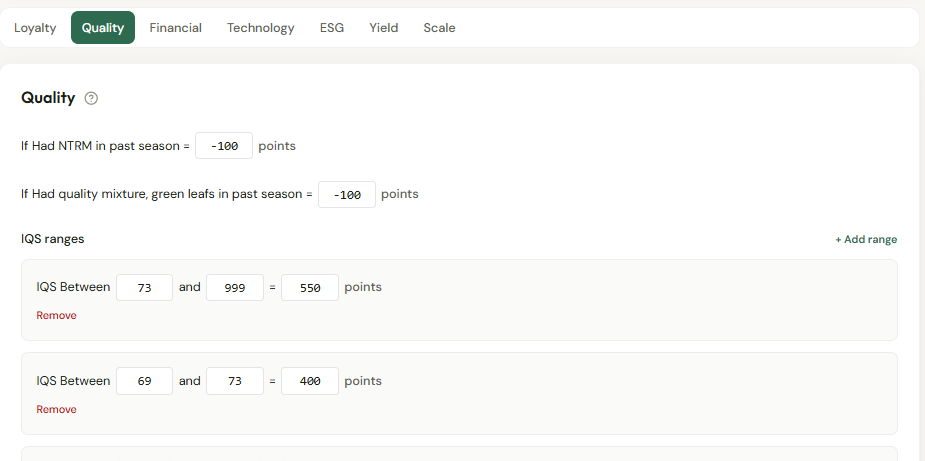 Loyalty Quality Financial Technology ESG Yield Scale
Quality ?
If Had NTRM in past season = -100 points
If Had quality mixture, green leafs in past season = -100 points
IQS ranges + Add range
IQS Between 73 and 999 = 550 points
Remove
IQS Between 69 and 73 = 400 points
Remove